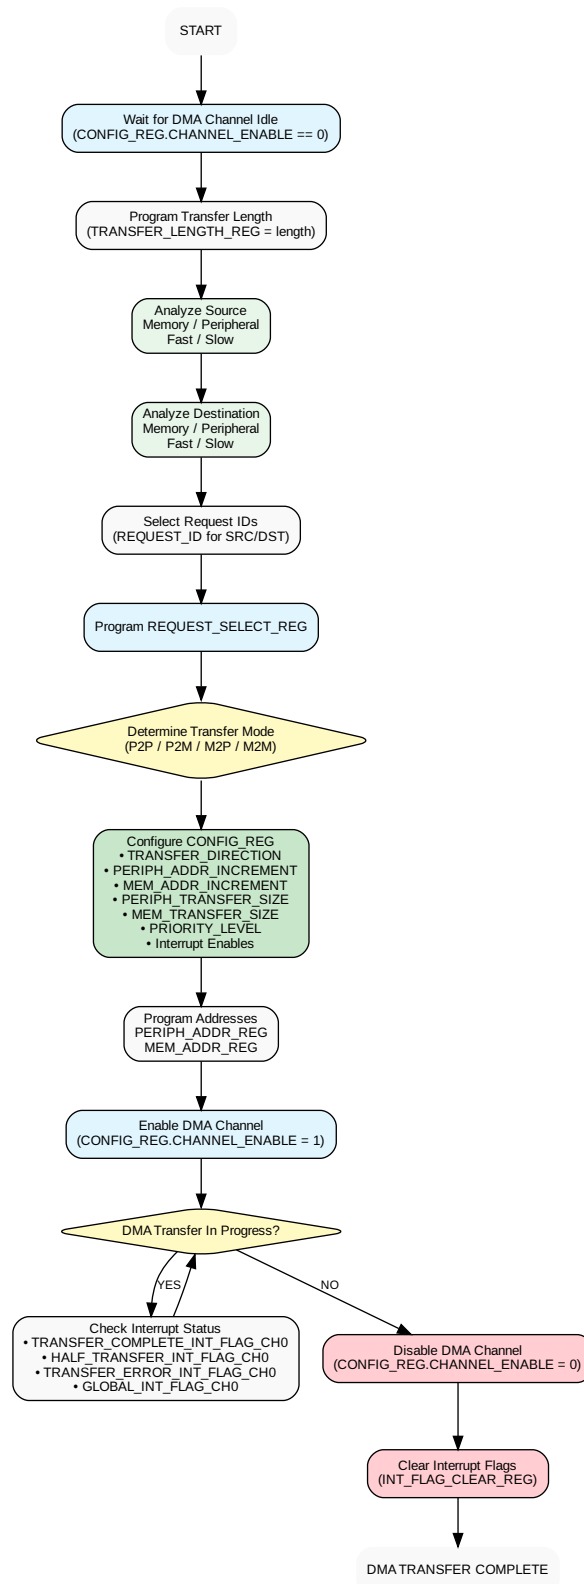 START
Wait for DMA Channel Idle
(CONFIG_REG.CHANNEL_ENABLE == 0)
Program Transfer Length
(TRANSFER_LENGTH_REG = length)
Analyze Source
Memory / Peripheral
Fast / Slow
Analyze Destination
Memory / Peripheral
Fast / Slow
Select Request IDs
(REQUEST_ID for SRC/DST)
Program REQUEST_SELECT_REG
Determine Transfer Mode
(P2P / P2M / M2P / M2M)
Configure CONFIG_REG
• TRANSFER_DIRECTION
• PERIPH_ADDR_INCREMENT
• MEM_ADDR_INCREMENT
• PERIPH_TRANSFER_SIZE
• MEM_TRANSFER_SIZE
• PRIORITY_LEVEL
• Interrupt Enables
Program Addresses
PERIPH_ADDR_REG
MEM_ADDR_REG
Enable DMA Channel
(CONFIG_REG.CHANNEL_ENABLE = 1)
DMA Transfer In Progress?
YES
NO
Check Interrupt Status
• TRANSFER_COMPLETE_INT_FLAG_CH0
• HALF_TRANSFER_INT_FLAG_CH0
• TRANSFER_ERROR_INT_FLAG_CH0
• GLOBAL_INT_FLAG_CH0
Disable DMA Channel
(CONFIG_REG.CHANNEL_ENABLE = 0)
Clear Interrupt Flags
(INT_FLAG_CLEAR_REG)
DMA TRANSFER COMPLETE